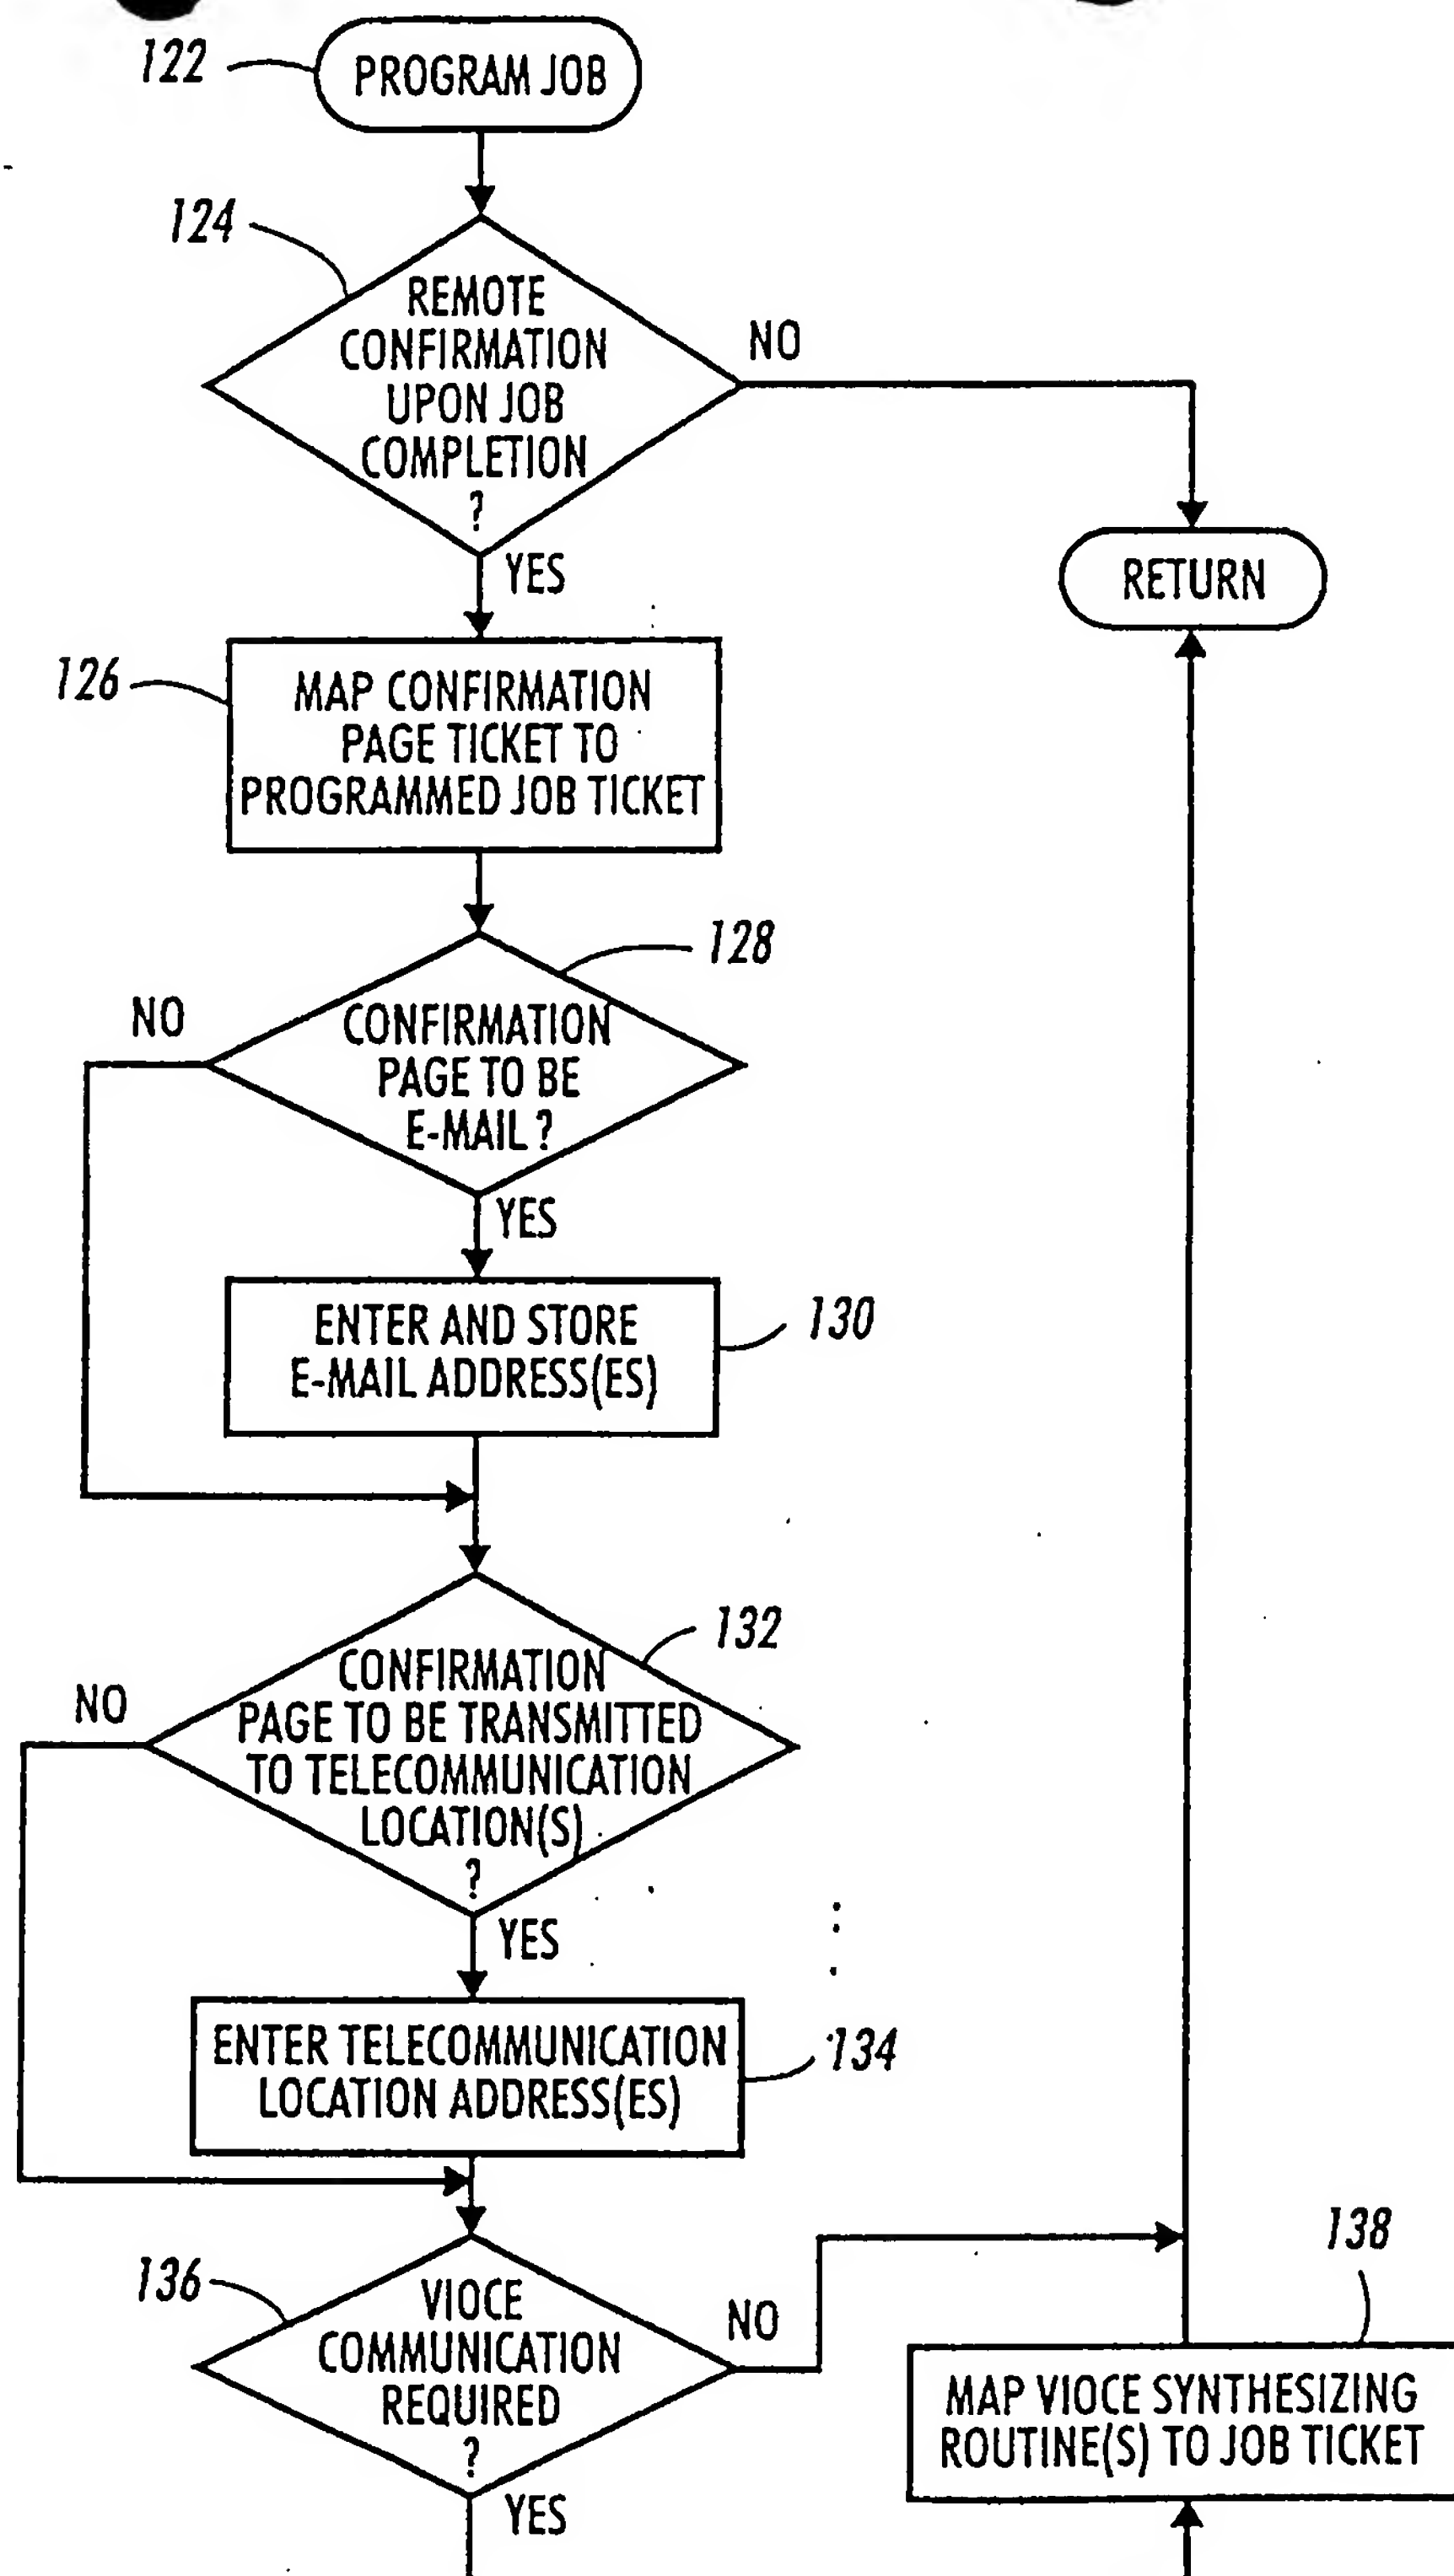 122
PROGRAM JOB
124
REMOTE
CONFIRMATION
UPON JOB
COMPLETION
?
NO
YES
RETURN
126
MAP CONFIRMATION
PAGE TICKET TO
PROGRAMMED JOB TICKET
128
NO
CONFIRMATION
PAGE TO BE
E-MAIL ?
YES
ENTER AND STORE
E-MAIL ADDRESS(ES)
130
132
NO
CONFIRMATION
PAGE TO BE TRANSMITTED
TO TELECOMMUNICATION
LOCATION(S)
?
YES
ENTER TELECOMMUNICATION
LOCATION ADDRESS(ES)
134
136
VIOCE
COMMUNICATION
REQUIRED
?
NO
YES
138
MAP VIOCE SYNTHESIZING
ROUTINE(S) TO JOB TICKET